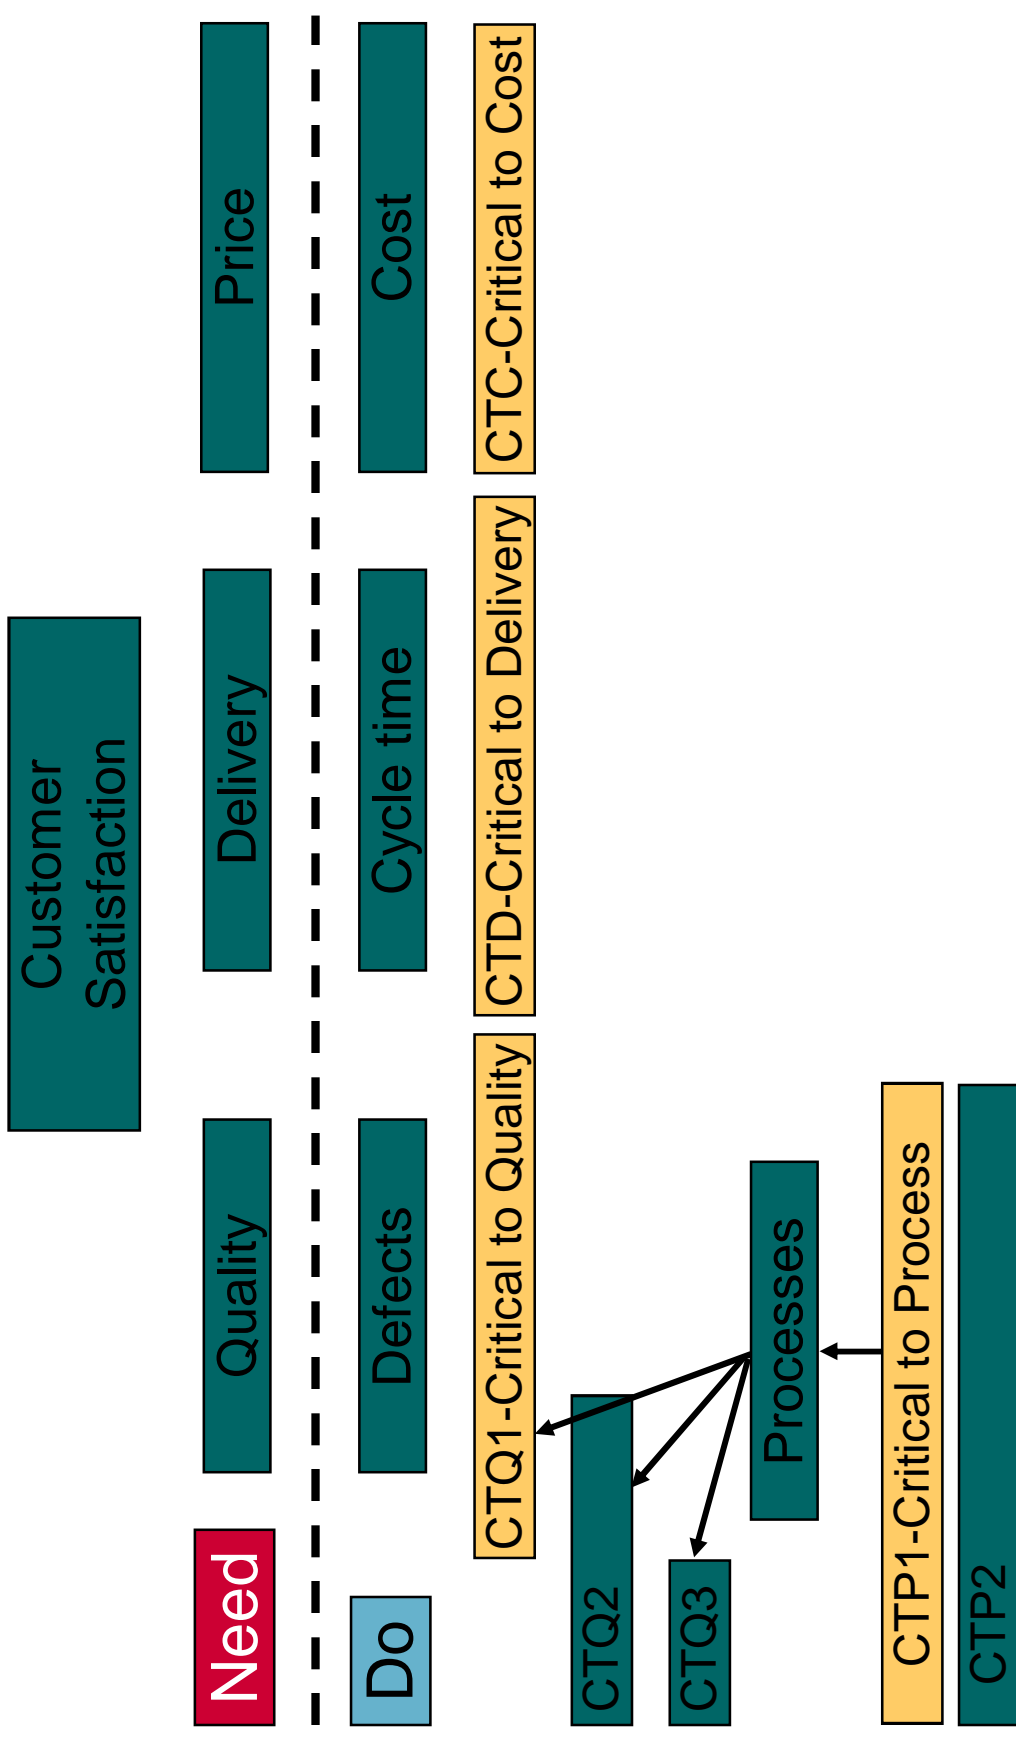 Customer
Satisfaction
Need
Quality
Delivery
Price
Do
Defects
Cycle time
Cost
CTQ1-Critical to Quality
CTD-Critical to Delivery
CTC-Critical to Cost
CTQ2
CTQ3
Processes
CTP1-Critical to Process
CTP2